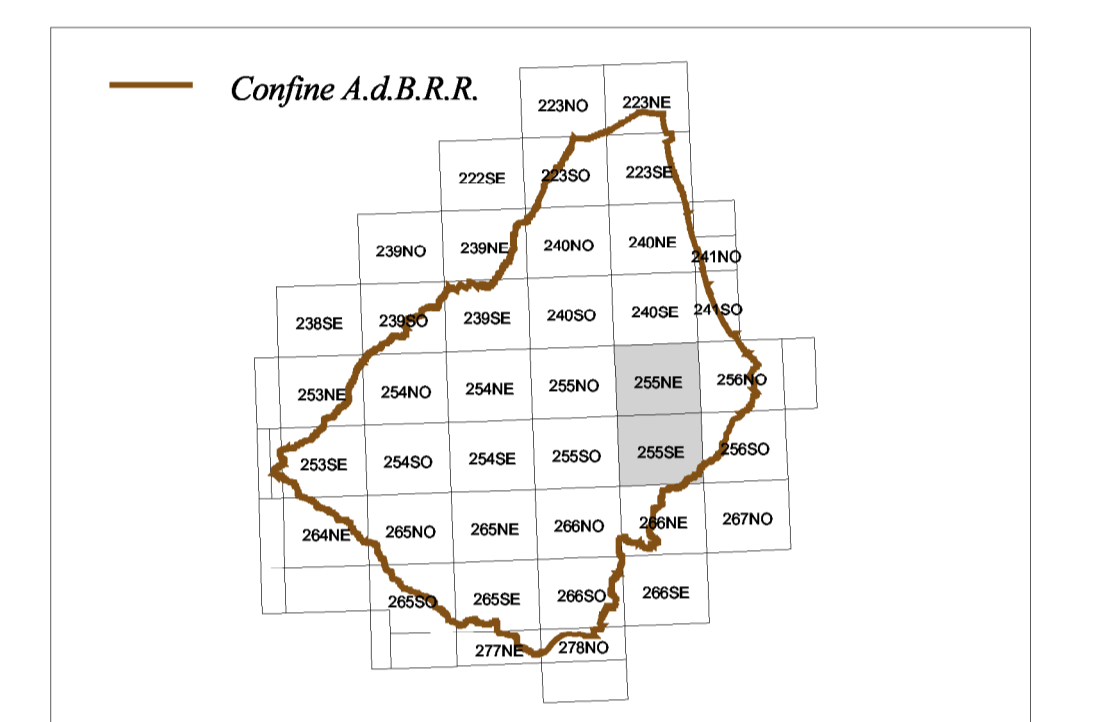 Confine A.d.B.R.R.
223NO 223NE
222SE 223SO 223SE
239NO 239NE 240NO 240NE 241NO
238SE 239SO 239SE 240SO 240SE 241SO
253NE 254NO 254NE 255NO 255NE 256NO
253SE 254SO 254SE 255SO 255SE 256SO
264NE 265NO 265NE 266NO 266NE 267NO
265SO 265SE 266SO 266SE
277NE 278NO